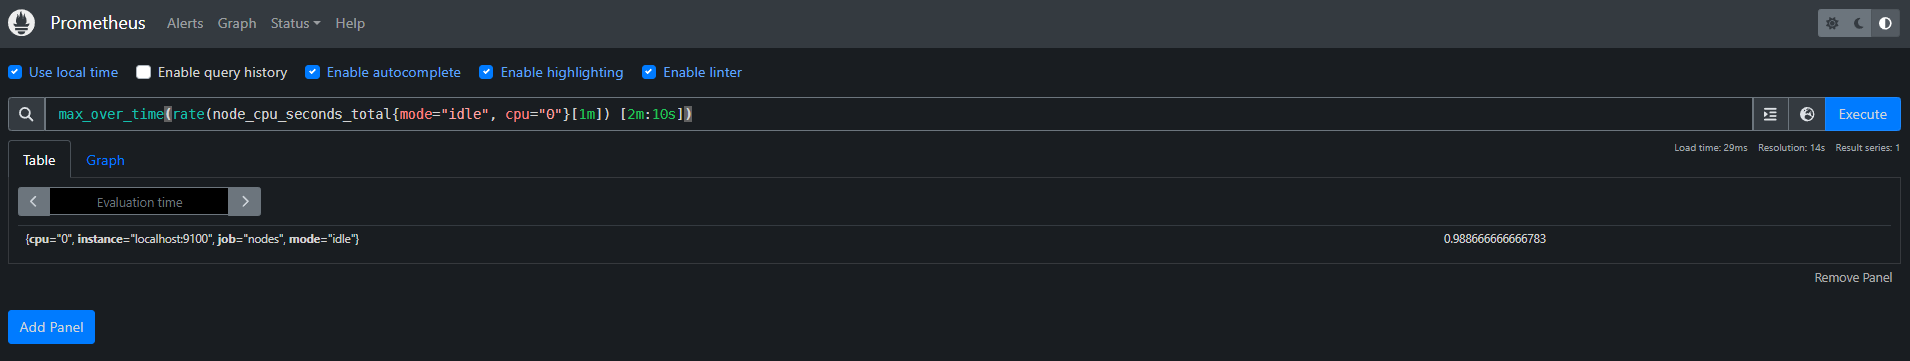 Prometheus Alerts Graph Status Help
Use local time Enable query history Enable autocomplete Enable highlighting Enable linter
max_over_time(rate(node_cpu_seconds_total{mode="idle", cpu="0"}[1m]) [2m:10s]) Execute
Table Graph
Load time: 29ms Resolution: 14s Result series: 1
Evaluation time
{cpu="0", instance="localhost:9100", job="nodes", mode="idle"} 0.988666666666783
Remove Panel
Add Panel